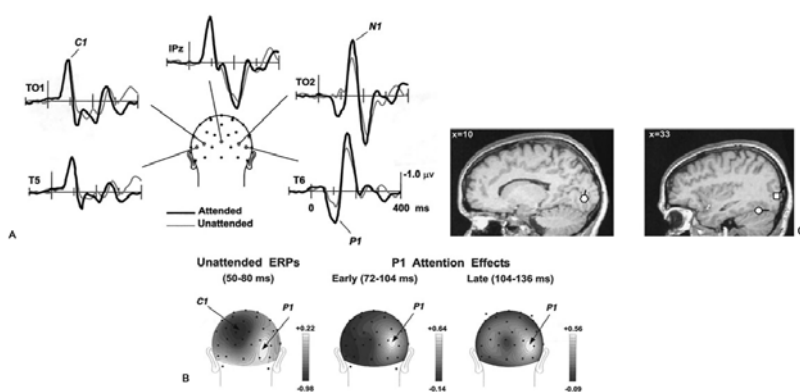 C1
IPz
N1
TO1
TO2
T5
T6
-1.0 μv
0
400 ms
Attended
Unattended
P1
A
x=10
x=33
C
Unattended ERPs
P1 Attention Effects
(50-80 ms)
Early (72-104 ms)
Late (104-136 ms)
C1
P1
P1
P1
+0.22
+0.64
+0.56
-0.98
-0.14
-0.09
B